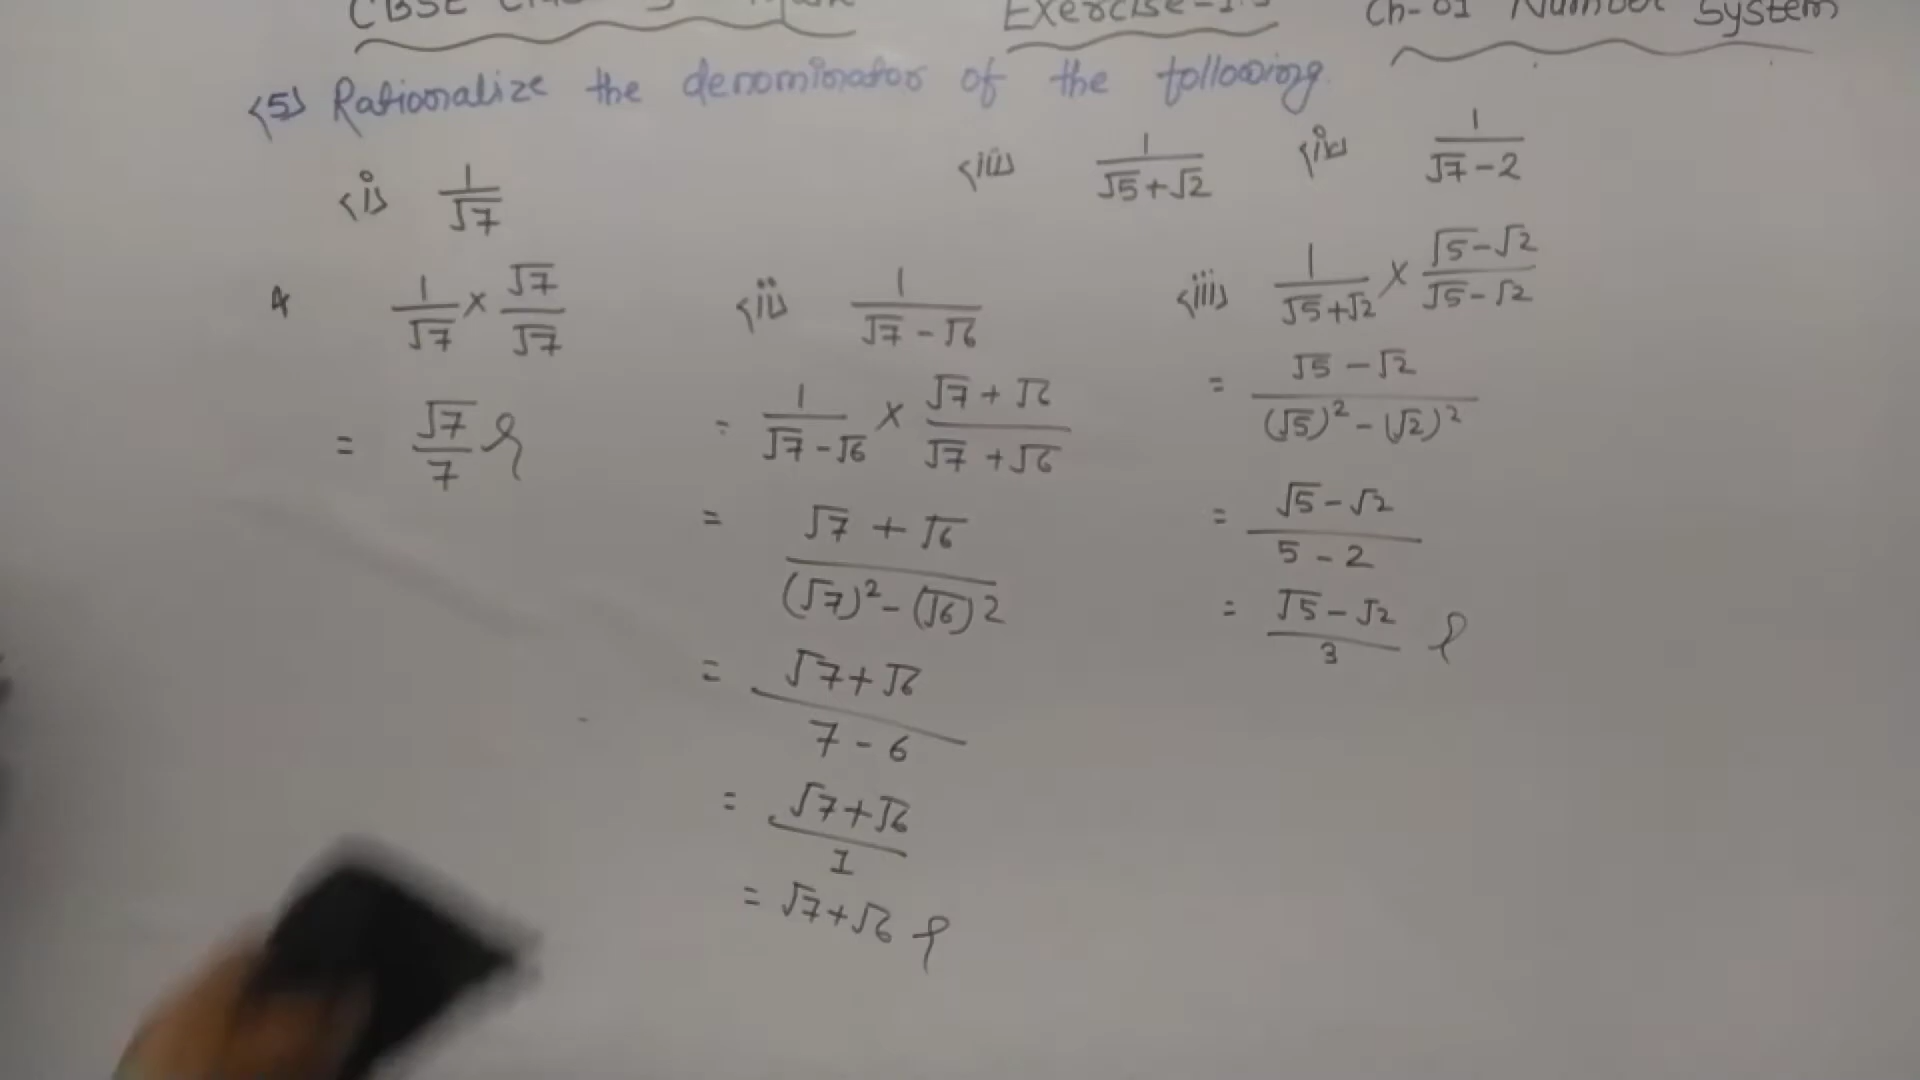 CBSE Exercise-1. Ch-01 Number System
(5) Rationalize the denominator of the following.
(i) 1/√7 (iii) 1/(√5+√2) (iv) 1/(√7-2)
1/√7 × √7/√7
= √7/7
(ii) 1/(√7-√6)
= 1/(√7-√6) × (√7+√6)/(√7+√6)
= (√7+√6)/((√7)²-(√6)²)
= (√7+√6)/(7-6)
= (√7+√6)/1
= √7+√6
(iii) 1/(√5+√2) × (√5-√2)/(√5-√2)
= (√5-√2)/((√5)²-(√2)²)
= (√5-√2)/(5-2)
= (√5-√2)/3